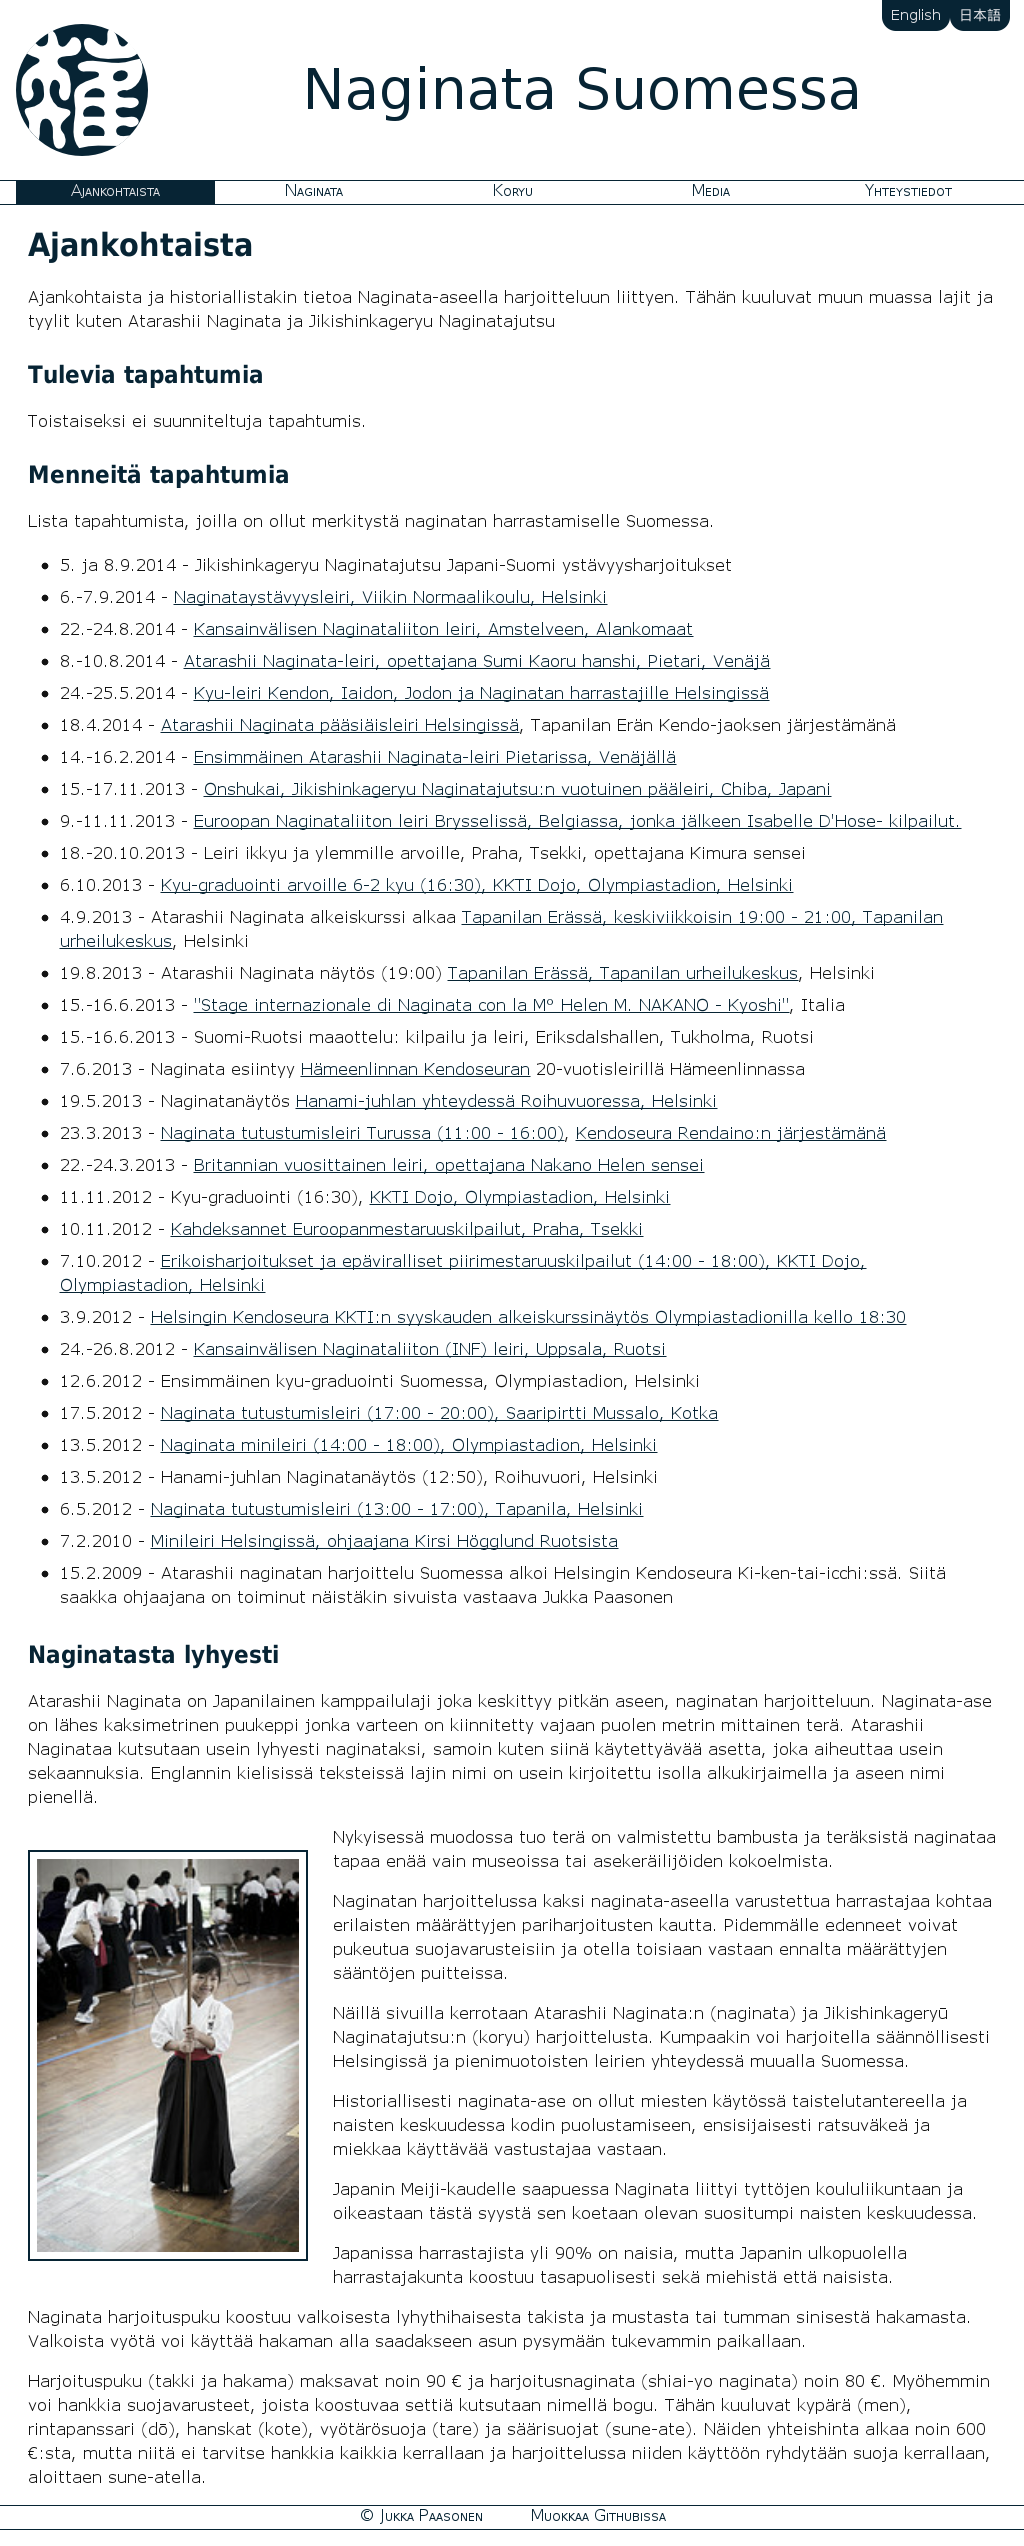 English 日本語
Naginata Suomessa
Ajankohtaista Naginata Koryu Media Yhteystiedot
Ajankohtaista
Ajankohtaista ja historiallistakin tietoa Naginata-aseella harjoitteluun liittyen. Tähän kuuluvat muun muassa lajit ja
tyylit kuten Atarashii Naginata ja Jikishinkageryu Naginatajutsu
Tulevia tapahtumia
Toistaiseksi ei suunniteltuja tapahtumis.
Menneitä tapahtumia
Lista tapahtumista, joilla on ollut merkitystä naginatan harrastamiselle Suomessa.
• 5. ja 8.9.2014 - Jikishinkageryu Naginatajutsu Japani-Suomi ystävyysharjoitukset
• 6.-7.9.2014 - Naginataystävyysleiri, Viikin Normaalikoulu, Helsinki
• 22.-24.8.2014 - Kansainvälisen Naginataliiton leiri, Amstelveen, Alankomaat
• 8.-10.8.2014 - Atarashii Naginata-leiri, opettajana Sumi Kaoru hanshi, Pietari, Venäjä
• 24.-25.5.2014 - Kyu-leiri Kendon, Iaidon, Jodon ja Naginatan harrastajille Helsingissä
• 18.4.2014 - Atarashii Naginata pääsiäisleiri Helsingissä, Tapanilan Erän Kendo-jaoksen järjestämänä
• 14.-16.2.2014 - Ensimmäinen Atarashii Naginata-leiri Pietarissa, Venäjällä
• 15.-17.11.2013 - Onshukai, Jikishinkageryu Naginatajutsu:n vuotuinen pääleiri, Chiba, Japani
• 9.-11.11.2013 - Euroopan Naginataliiton leiri Brysselissä, Belgiassa, jonka jälkeen Isabelle D'Hose- kilpailut.
• 18.-20.10.2013 - Leiri ikkyu ja ylemmille arvoille, Praha, Tsekki, opettajana Kimura sensei
• 6.10.2013 - Kyu-graduointi arvoille 6-2 kyu (16:30), KKTI Dojo, Olympiastadion, Helsinki
• 4.9.2013 - Atarashii Naginata alkeiskurssi alkaa Tapanilan Erässä, keskiviikkoisin 19:00 - 21:00, Tapanilan
urheilukeskus, Helsinki
• 19.8.2013 - Atarashii Naginata näytös (19:00) Tapanilan Erässä, Tapanilan urheilukeskus, Helsinki
• 15.-16.6.2013 - "Stage internazionale di Naginata con la M° Helen M. NAKANO - Kyoshi", Italia
• 15.-16.6.2013 - Suomi-Ruotsi maaottelu: kilpailu ja leiri, Eriksdalshallen, Tukholma, Ruotsi
• 7.6.2013 - Naginata esiintyy Hämeenlinnan Kendoseuran 20-vuotisleirillä Hämeenlinnassa
• 19.5.2013 - Naginatanäytös Hanami-juhlan yhteydessä Roihuvuoressa, Helsinki
• 23.3.2013 - Naginata tutustumisleiri Turussa (11:00 - 16:00), Kendoseura Rendaino:n järjestämänä
• 22.-24.3.2013 - Britannian vuosittainen leiri, opettajana Nakano Helen sensei
• 11.11.2012 - Kyu-graduointi (16:30), KKTI Dojo, Olympiastadion, Helsinki
• 10.11.2012 - Kahdeksannet Euroopanmestaruuskilpailut, Praha, Tsekki
• 7.10.2012 - Erikoisharjoitukset ja epäviralliset piirimestaruuskilpailut (14:00 - 18:00), KKTI Dojo,
Olympiastadion, Helsinki
• 3.9.2012 - Helsingin Kendoseura KKTI:n syyskauden alkeiskurssinäytös Olympiastadionilla kello 18:30
• 24.-26.8.2012 - Kansainvälisen Naginataliiton (INF) leiri, Uppsala, Ruotsi
• 12.6.2012 - Ensimmäinen kyu-graduointi Suomessa, Olympiastadion, Helsinki
• 17.5.2012 - Naginata tutustumisleiri (17:00 - 20:00), Saaripirtti Mussalo, Kotka
• 13.5.2012 - Naginata minileiri (14:00 - 18:00), Olympiastadion, Helsinki
• 13.5.2012 - Hanami-juhlan Naginatanäytös (12:50), Roihuvuori, Helsinki
• 6.5.2012 - Naginata tutustumisleiri (13:00 - 17:00), Tapanila, Helsinki
• 7.2.2010 - Minileiri Helsingissä, ohjaajana Kirsi Högglund Ruotsista
• 15.2.2009 - Atarashii naginatan harjoittelu Suomessa alkoi Helsingin Kendoseura Ki-ken-tai-icchi:ssä. Siitä
saakka ohjaajana on toiminut näistäkin sivuista vastaava Jukka Paasonen
Naginatasta lyhyesti
Atarashii Naginata on Japanilainen kamppailulaji joka keskittyy pitkän aseen, naginatan harjoitteluun. Naginata-ase
on lähes kaksimetrinen puukeppi jonka varteen on kiinnitetty vajaan puolen metrin mittainen terä. Atarashii
Naginataa kutsutaan usein lyhyesti naginataksi, samoin kuten siinä käytettyävää asetta, joka aiheuttaa usein
sekaannuksia. Englannin kielisissä teksteissä lajin nimi on usein kirjoitettu isolla alkukirjaimella ja aseen nimi
pienellä.
Nykyisessä muodossa tuo terä on valmistettu bambusta ja teräksistä naginataa
tapaa enää vain museoissa tai asekeräilijöiden kokoelmista.
Naginatan harjoittelussa kaksi naginata-aseella varustettua harrastajaa kohtaa
erilaisten määrättyjen pariharjoitusten kautta. Pidemmälle edenneet voivat
pukeutua suojavarusteisiin ja otella toisiaan vastaan ennalta määrättyjen
sääntöjen puitteissa.
Näillä sivuilla kerrotaan Atarashii Naginata:n (naginata) ja Jikishinkageryū
Naginatajutsu:n (koryu) harjoittelusta. Kumpaakin voi harjoitella säännöllisesti
Helsingissä ja pienimuotoisten leirien yhteydessä muualla Suomessa.
Historiallisesti naginata-ase on ollut miesten käytössä taistelutantereella ja
naisten keskuudessa kodin puolustamiseen, ensisijaisesti ratsuväkeä ja
miekkaa käyttävää vastustajaa vastaan.
Japanin Meiji-kaudelle saapuessa Naginata liittyi tyttöjen koululiikuntaan ja
oikeastaan tästä syystä sen koetaan olevan suositumpi naisten keskuudessa.
Japanissa harrastajista yli 90% on naisia, mutta Japanin ulkopuolella
harrastajakunta koostuu tasapuolisesti sekä miehistä että naisista.
Naginata harjoituspuku koostuu valkoisesta lyhythihaisesta takista ja mustasta tai tumman sinisestä hakamasta.
Valkoista vyötä voi käyttää hakaman alla saadakseen asun pysymään tukevammin paikallaan.
Harjoituspuku (takki ja hakama) maksavat noin 90 € ja harjoitusnaginata (shiai-yo naginata) noin 80 €. Myöhemmin
voi hankkia suojavarusteet, joista koostuvaa settiä kutsutaan nimellä bogu. Tähän kuuluvat kypärä (men),
rintapanssari (dō), hanskat (kote), vyötärösuoja (tare) ja säärisuojat (sune-ate). Näiden yhteishinta alkaa noin 600
€:sta, mutta niitä ei tarvitse hankkia kaikkia kerrallaan ja harjoittelussa niiden käyttöön ryhdytään suoja kerrallaan,
aloittaen sune-atella.
© Jukka Paasonen Muokkaa Githubissa